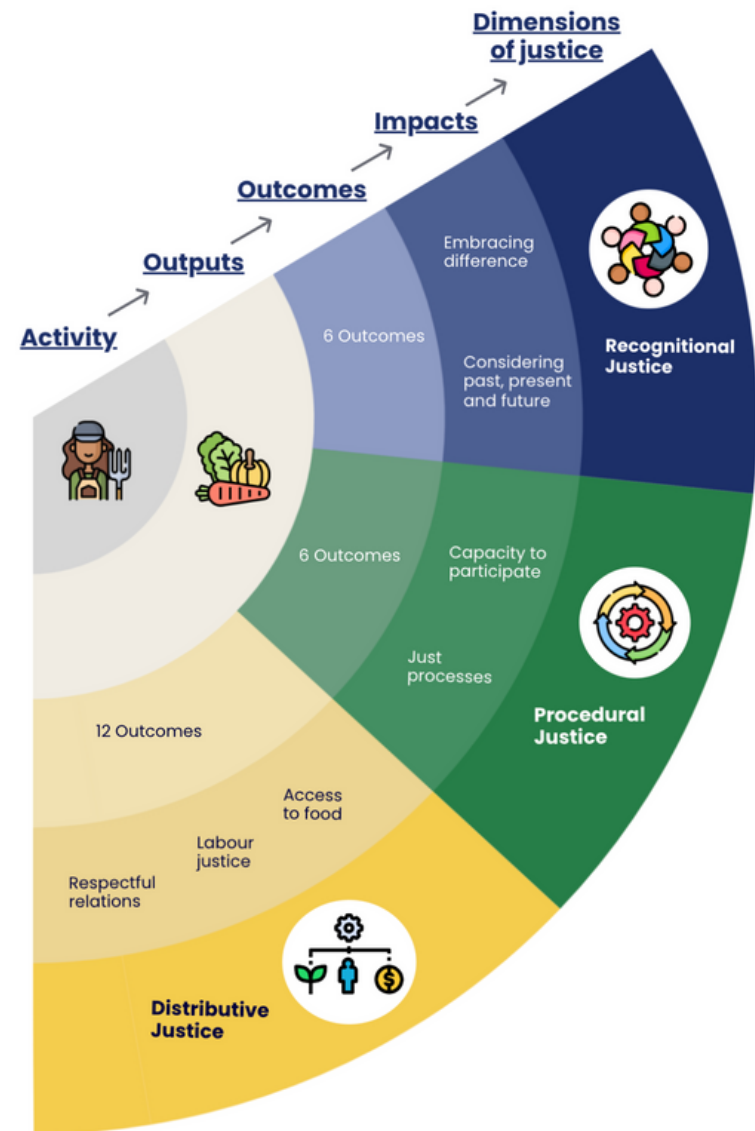 Dimensions
of justice
Impacts
Outcomes
Outputs
Activity
Embracing
difference
6 Outcomes
Considering
past, present
and future
Recognitional
Justice
6 Outcomes
Capacity to
participate
Just
processes
Procedural
Justice
12 Outcomes
Access
to food
Labour
justice
Respectful
relations
Distributive
Justice